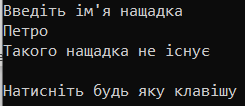 Введіть ім'я нащадка
Петро
Такого нащадка не існує
Натисніть будь яку клавішу